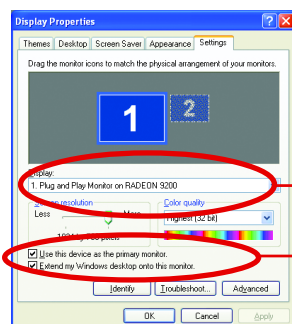 Display Properties
Themes Desktop Screen Saver Appearance Settings
Drag the monitor icons to match the physical arrangement of your monitors.
1 2
Display:
1. Plug and Play Monitor on RADEON 9200
resolution Color quality
Less More Highest (32 bit)
pixels
Use this device as the primary monitor.
Extend my Windows desktop onto this monitor.
Identify Troubleshoot... Advanced
OK Cancel Apply